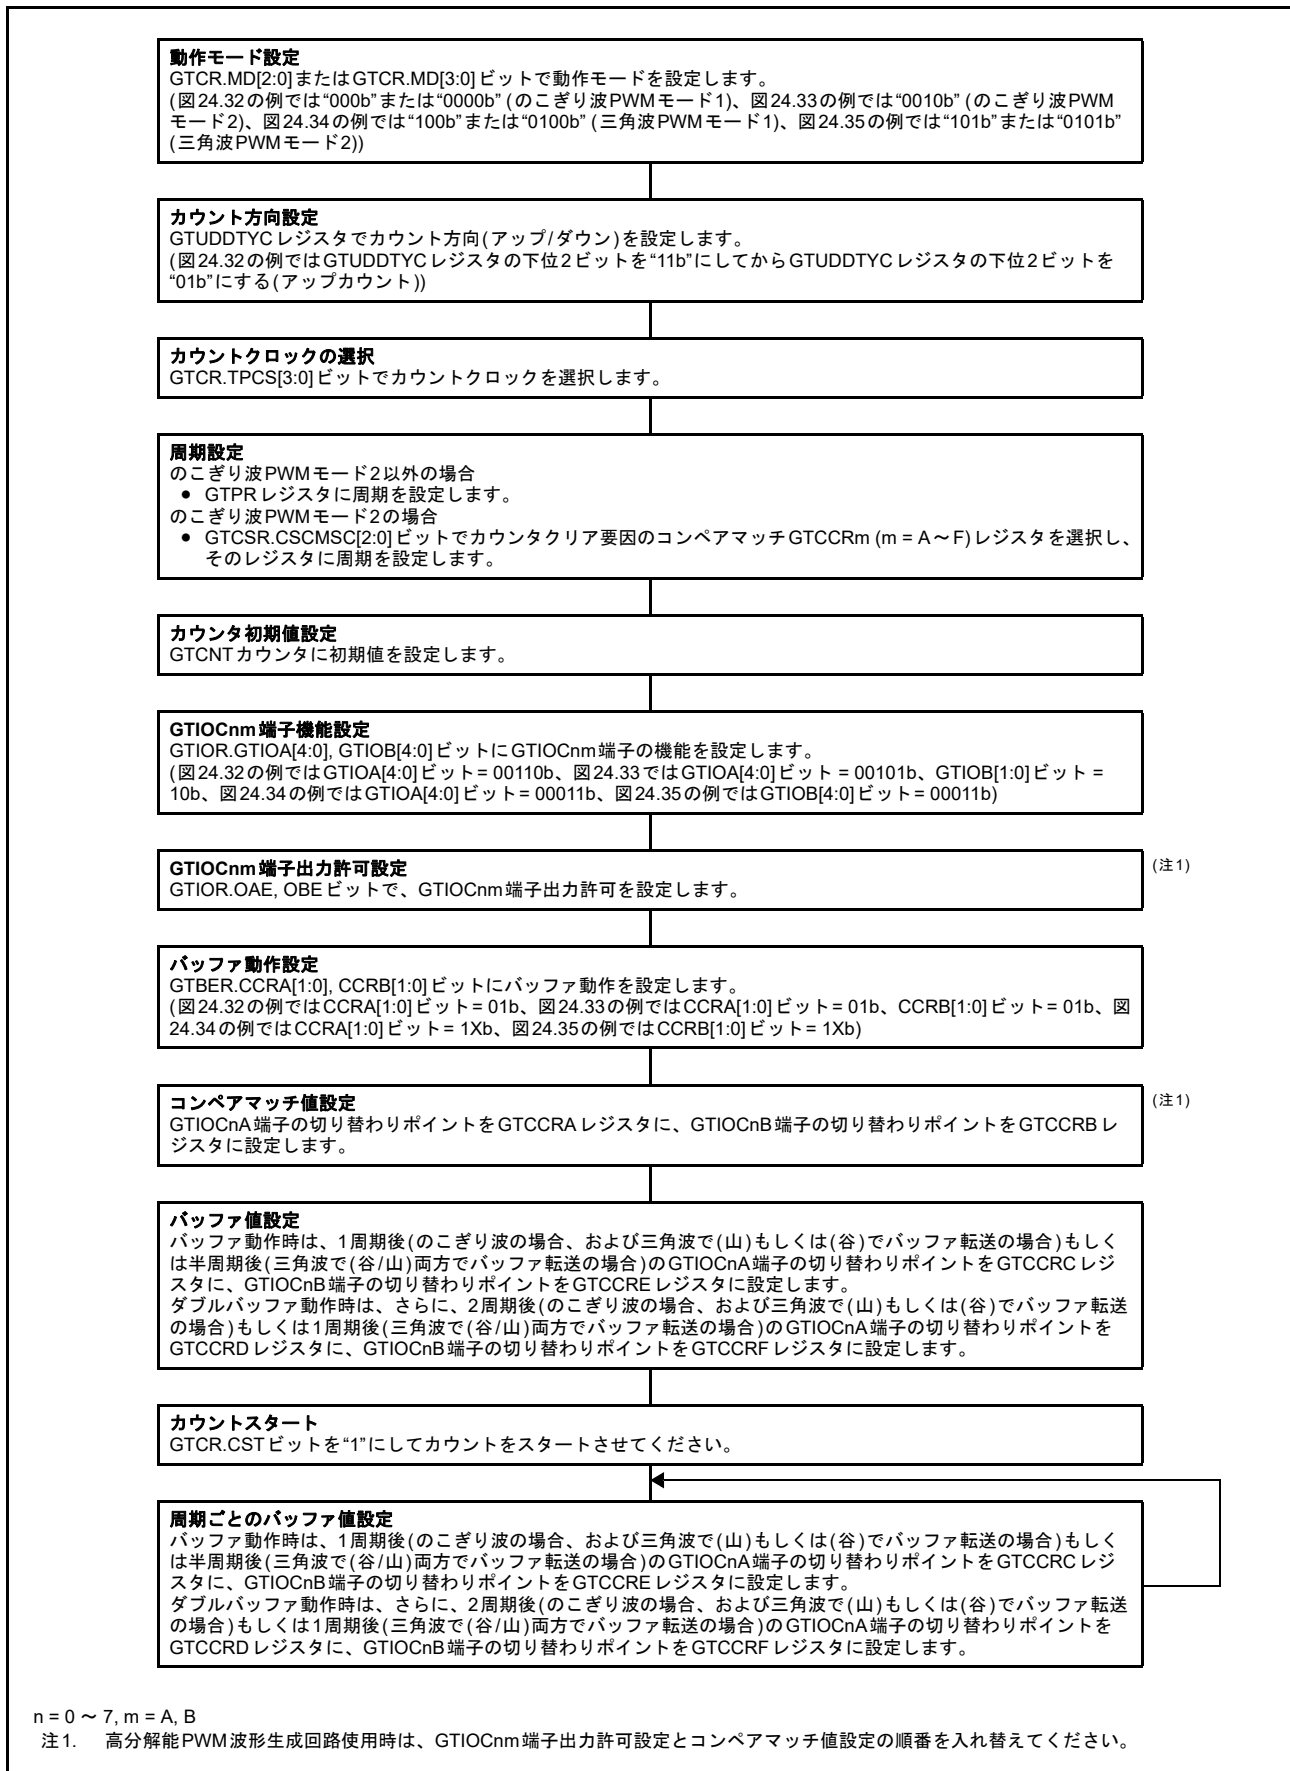 動作モード設定
GTCR.MD[2:0]またはGTCR.MD[3:0]ビットで動作モードを設定します。
(図24.32の例では“000b”または“0000b” (のこぎり波PWMモード1)、図24.33の例では“0010b” (のこぎり波PWM
モード2)、図24.34の例では“100b”または“0100b” (三角波PWMモード1)、図24.35の例では“101b”または“0101b”
(三角波PWMモード2))
カウント方向設定
GTUDDTYCレジスタでカウント方向(アップ/ダウン)を設定します。
(図24.32の例ではGTUDDTYCレジスタの下位2ビットを“11b”にしてからGTUDDTYCレジスタの下位2ビットを
“01b”にする(アップカウント))
カウントクロックの選択
GTCR.TPCS[3:0]ビットでカウントクロックを選択します。
周期設定
のこぎり波PWMモード2以外の場合
● GTPRレジスタに周期を設定します。
のこぎり波PWMモード2の場合
● GTCSR.CSCMSC[2:0]ビットでカウンタクリア要因のコンペアマッチGTCCRm (m = A～F)レジスタを選択し、
そのレジスタに周期を設定します。
カウンタ初期値設定
GTCNTカウンタに初期値を設定します。
GTIOCnm端子機能設定
GTIOR.GTIOA[4:0], GTIOB[4:0]ビットにGTIOCnm端子の機能を設定します。
(図24.32の例ではGTIOA[4:0]ビット= 00110b、図24.33ではGTIOA[4:0]ビット = 00101b、GTIOB[1:0]ビット =
10b、図24.34の例ではGTIOA[4:0]ビット= 00011b、図24.35の例ではGTIOB[4:0]ビット= 00011b)
GTIOCnm端子出力許可設定 (注1)
GTIOR.OAE, OBEビットで、GTIOCnm端子出力許可を設定します。
バッファ動作設定
GTBER.CCRA[1:0], CCRB[1:0]ビットにバッファ動作を設定します。
(図24.32の例ではCCRA[1:0]ビット= 01b、図24.33の例ではCCRA[1:0]ビット= 01b、CCRB[1:0]ビット= 01b、図
24.34の例ではCCRA[1:0]ビット= 1Xb、図24.35の例ではCCRB[1:0]ビット= 1Xb)
コンペアマッチ値設定 (注1)
GTIOCnA端子の切り替わりポイントをGTCCRAレジスタに、GTIOCnB端子の切り替わりポイントをGTCCRBレ
ジスタに設定します。
バッファ値設定
バッファ動作時は、1周期後(のこぎり波の場合、および三角波で(山)もしくは(谷)でバッファ転送の場合)もしく
は半周期後(三角波で(谷/山)両方でバッファ転送の場合)のGTIOCnA端子の切り替わりポイントをGTCCRCレジ
スタに、GTIOCnB端子の切り替わりポイントをGTCCREレジスタに設定します。
ダブルバッファ動作時は、さらに、2周期後(のこぎり波の場合、および三角波で(山)もしくは(谷)でバッファ転送
の場合)もしくは1周期後(三角波で(谷/山)両方でバッファ転送の場合)のGTIOCnA端子の切り替わりポイントを
GTCCRDレジスタに、GTIOCnB端子の切り替わりポイントをGTCCRFレジスタに設定します。
カウントスタート
GTCR.CSTビットを“1”にしてカウントをスタートさせてください。
周期ごとのバッファ値設定
バッファ動作時は、1周期後(のこぎり波の場合、および三角波で(山)もしくは(谷)でバッファ転送の場合)もしく
は半周期後(三角波で(谷/山)両方でバッファ転送の場合)のGTIOCnA端子の切り替わりポイントをGTCCRCレジ
スタに、GTIOCnB端子の切り替わりポイントをGTCCREレジスタに設定します。
ダブルバッファ動作時は、さらに、2周期後(のこぎり波の場合、および三角波で(山)もしくは(谷)でバッファ転送
の場合)もしくは1周期後(三角波で(谷/山)両方でバッファ転送の場合)のGTIOCnA端子の切り替わりポイントを
GTCCRDレジスタに、GTIOCnB端子の切り替わりポイントをGTCCRFレジスタに設定します。
n = 0 ～ 7, m = A, B
注1. 高分解能PWM波形生成回路使用時は、GTIOCnm端子出力許可設定とコンペアマッチ値設定の順番を入れ替えてください。